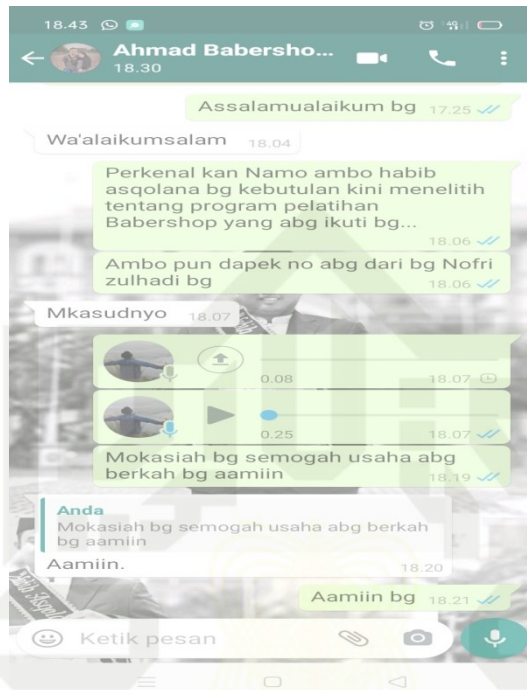 18.43
Ahmad Babersho...
18.30
Assalamualaikum bg 17.25
Wa'alaikumsalam 18.04
Perkenal kan Namo ambo habib
asqolana bg kebutulan kini menelitih
tentang program pelatihan
Babershop yang abg ikuti bg...
18.06
Ambo pun dapek no abg dari bg Nofri
zulhadi bg 18.06
Mkasudnyo 18.07
0.08 18.07
0.25 18.07
Mokasiah bg semogah usaha abg
berkah bg aamiin 18.19
Anda
Mokasiah bg semogah usaha abg berkah
bg aamiin
Aamiin. 18.20
Aamiin bg 18.21
Ketik pesan